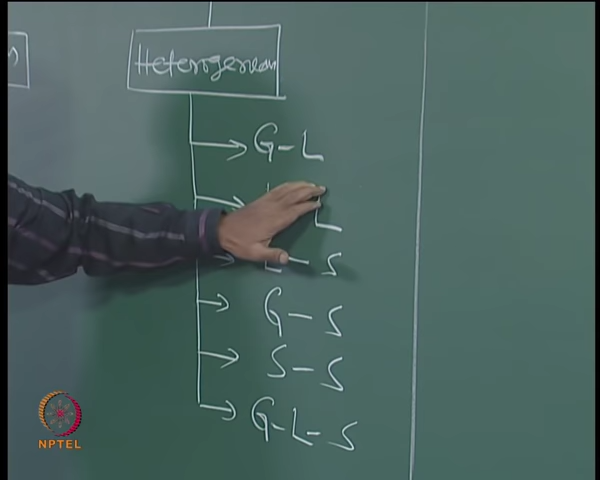 Heterogeneous
G-L
L
L-S
G-S
S-S
G-L-S
NPTEL